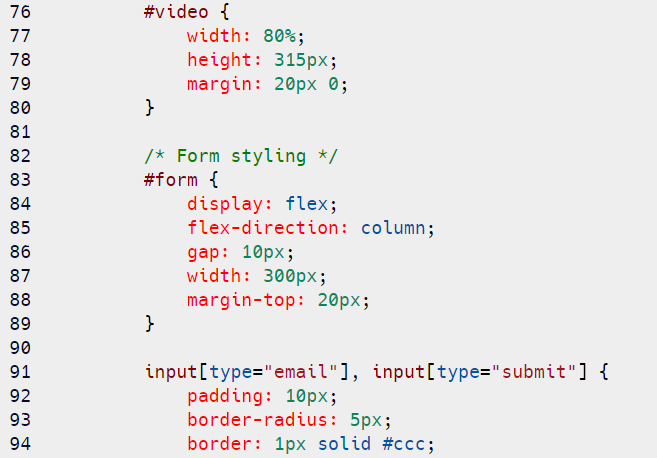 76 #video {
77 width: 80%;
78 height: 315px;
79 margin: 20px 0;
80 }
81
82 /* Form styling */
83 #form {
84 display: flex;
85 flex-direction: column;
86 gap: 10px;
87 width: 300px;
88 margin-top: 20px;
89 }
90
91 input[type="email"], input[type="submit"] {
92 padding: 10px;
93 border-radius: 5px;
94 border: 1px solid #ccc;